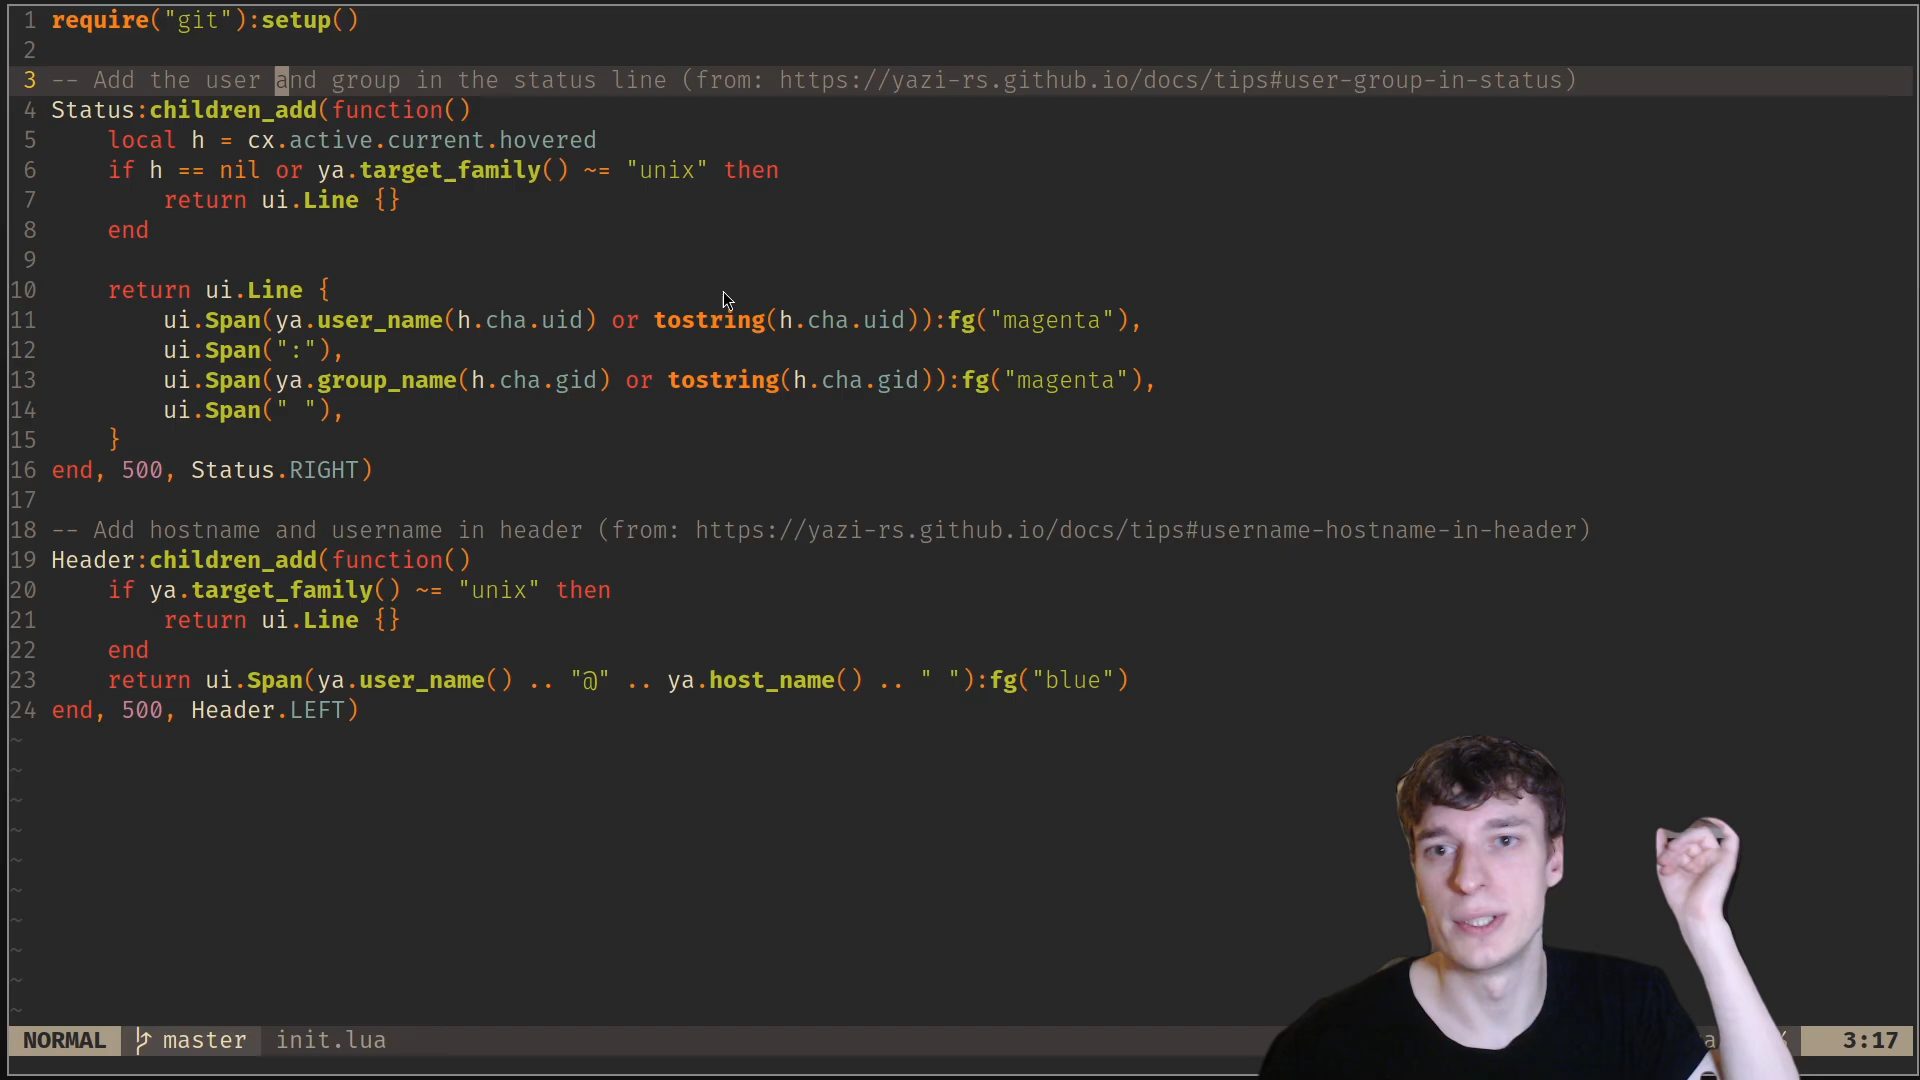 1 require("git"):setup()
2
3 -- Add the user and group in the status line (from: https://yazi-rs.github.io/docs/tips#user-group-in-status)
4 Status:children_add(function()
5     local h = cx.active.current.hovered
6     if h == nil or ya.target_family() ~= "unix" then
7         return ui.Line {}
8     end
9
10     return ui.Line {
11         ui.Span(ya.user_name(h.cha.uid) or tostring(h.cha.uid)):fg("magenta"),
12         ui.Span(":"),
13         ui.Span(ya.group_name(h.cha.gid) or tostring(h.cha.gid)):fg("magenta"),
14         ui.Span(" "),
15     }
16 end, 500, Status.RIGHT)
17
18 -- Add hostname and username in header (from: https://yazi-rs.github.io/docs/tips#username-hostname-in-header)
19 Header:children_add(function()
20     if ya.target_family() ~= "unix" then
21         return ui.Line {}
22     end
23     return ui.Span(ya.user_name() .. "@" .. ya.host_name() .. " "):fg("blue")
24 end, 500, Header.LEFT)
~
~
~
~
~
~
~
~
~
~
NORMAL master init.lua 3:17